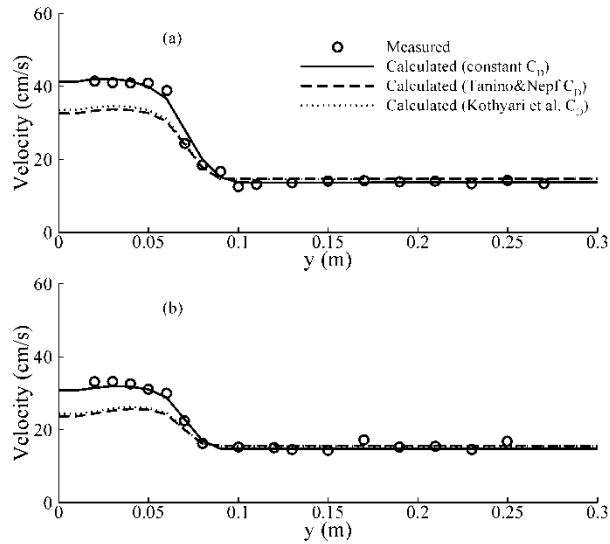 60
(a)
Measured
Calculated (constant C_D)
Calculated (Tanino&Nepf C_D)
Calculated (Kothyari et al. C_D)
40
20
0
Velocity (cm/s)
0 0.05 0.1 0.15 0.2 0.25 0.3
y (m)
60
(b)
40
20
0
Velocity (cm/s)
0 0.05 0.1 0.15 0.2 0.25 0.3
y (m)